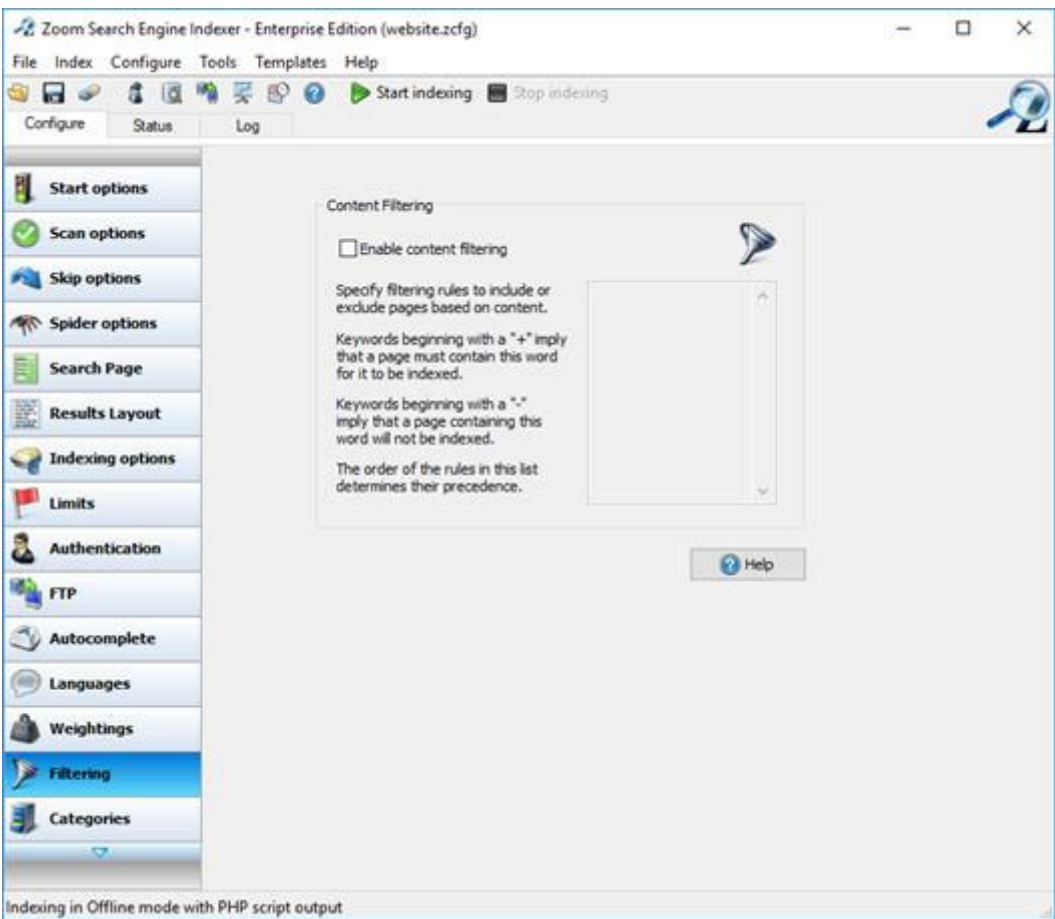 Zoom Search Engine Indexer - Enterprise Edition (website.zcfg)
File Index Configure Tools Templates Help
Start indexing Stop indexing
Configure Status Log
Start options
Scan options
Skip options
Spider options
Search Page
Results Layout
Indexing options
Limits
Authentication
FTP
Autocomplete
Languages
Weightings
Filtering
Categories
Content Filtering
Enable content filtering
Specify filtering rules to include or
exclude pages based on content.
Keywords beginning with a "+" imply
that a page must contain this word
for it to be indexed.
Keywords beginning with a "-"
imply that a page containing this
word will not be indexed.
The order of the rules in this list
determines their precedence.
Help
Indexing in Offline mode with PHP script output